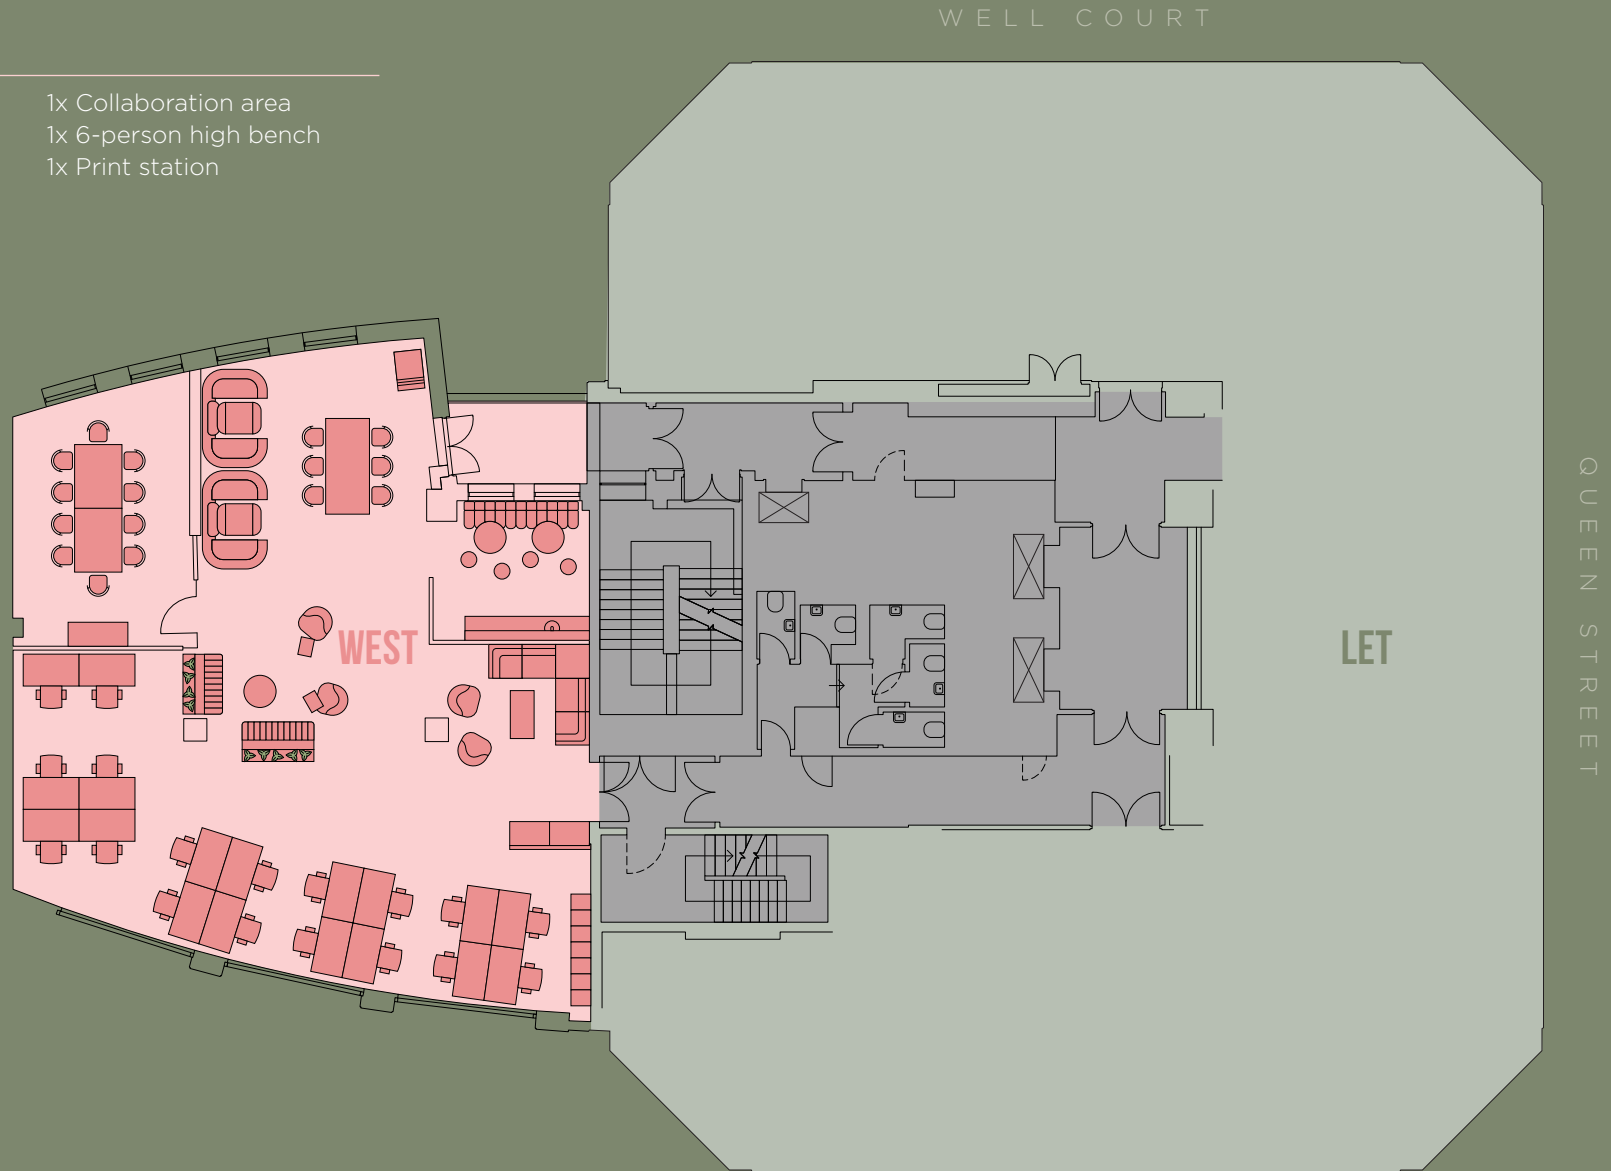 WELL COURT
1x Collaboration area
1x 6-person high bench
1x Print station
WEST
LET
QUEEN STREET